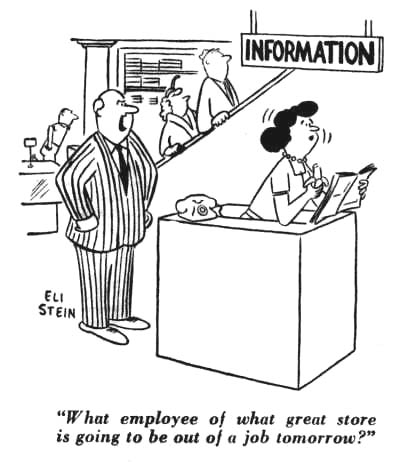 INFORMATION
ELI
STEIN
"What employee of what great store
is going to be out of a job tomorrow?"